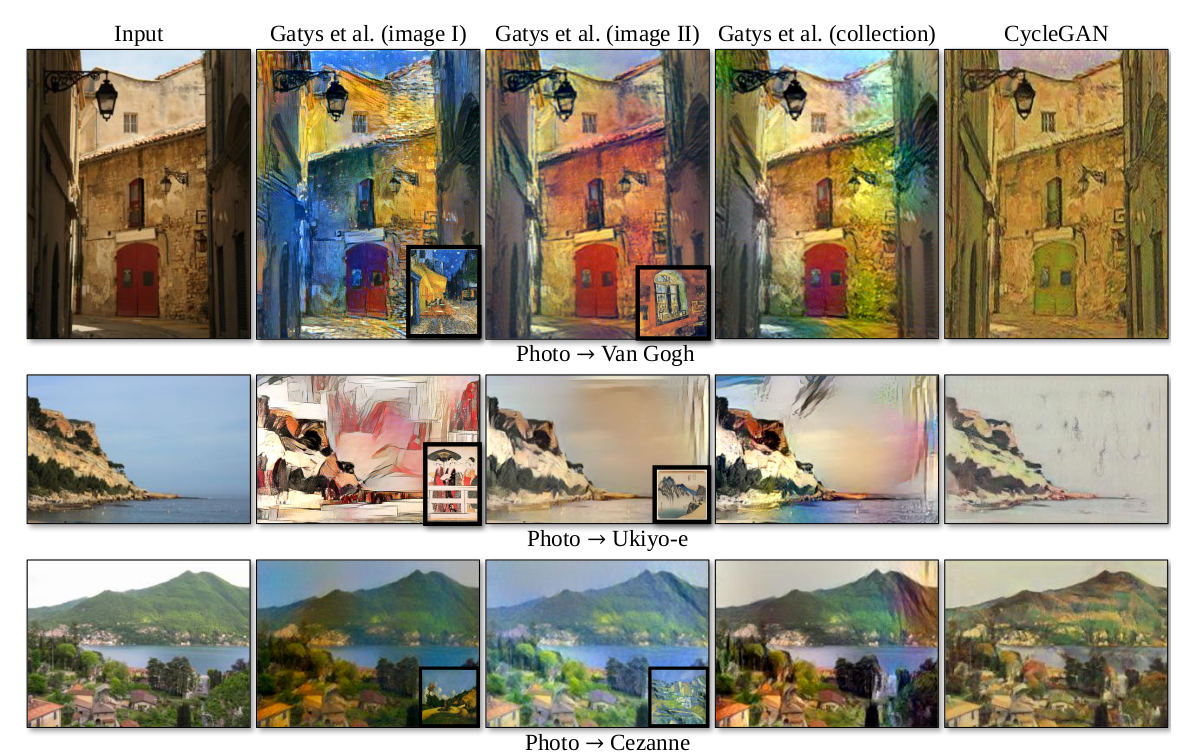 Input Gatys et al. (image I) Gatys et al. (image II) Gatys et al. (collection) CycleGAN
Photo → Van Gogh
Photo → Ukiyo-e
Photo → Cezanne